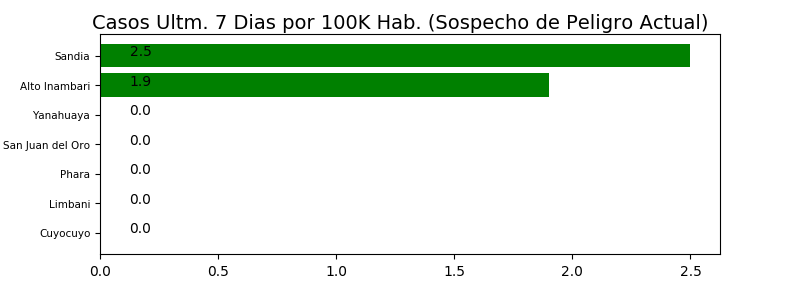 Casos Ultm. 7 Dias por 100K Hab. (Sospecho de Peligro Actual)
Sandia 2.5
Alto Inambari 1.9
Yanahuaya 0.0
San Juan del Oro 0.0
Phara 0.0
Limbani 0.0
Cuyocuyo 0.0
0.0 0.5 1.0 1.5 2.0 2.5